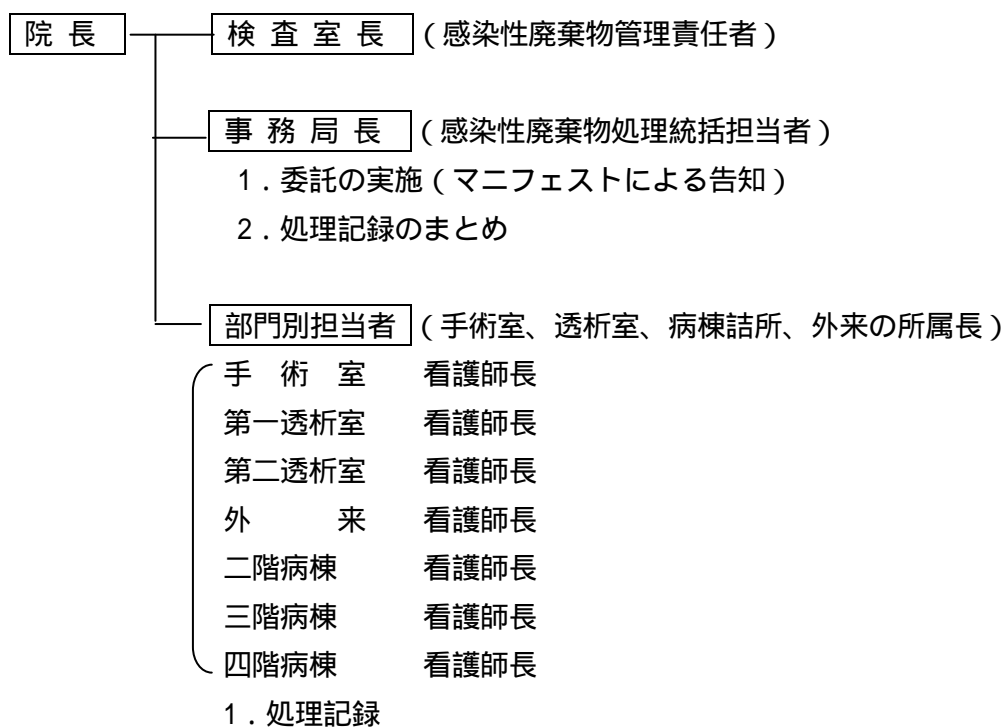 院 長 検 査 室 長 (感染性廃棄物管理責任者)
事 務 局 長 (感染性廃棄物処理統括担当者)
1.委託の実施(マニフェストによる告知)
2.処理記録のまとめ
部門別担当者 (手術室、透析室、病棟詰所、外来の所属長)
手 術 室 看護師長
第一透析室 看護師長
第二透析室 看護師長
外 来 看護師長
二階病棟 看護師長
三階病棟 看護師長
四階病棟 看護師長
1.処理記録